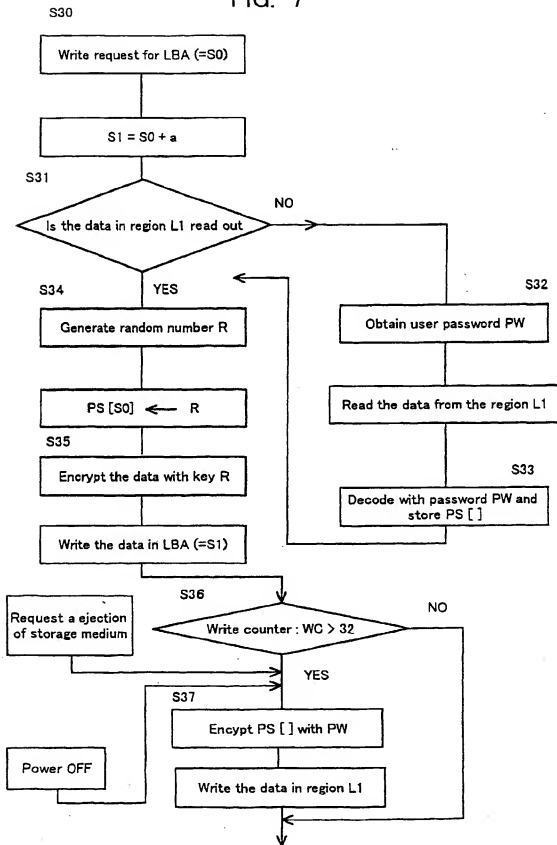 FIG. 7
S30
Write request for LBA (=S0)
S1 = S0 + a
S31
Is the data in region L1 read out
NO
YES
S34
Generate random number R
S32
Obtain user password PW
PS [S0] ← R
Read the data from the region L1
S35
Encrypt the data with key R
S33
Decode with password PW and
store PS [ ]
Write the data in LBA (=S1)
S36
Request a ejection
of storage medium
Write counter : WC > 32
NO
YES
S37
Encypt PS [ ] with PW
Power OFF
Write the data in region L1